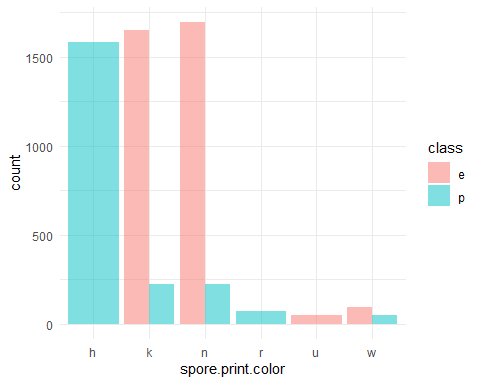 1500
1000
500
0
count
h k n r u w
spore.print.color
class
e
p